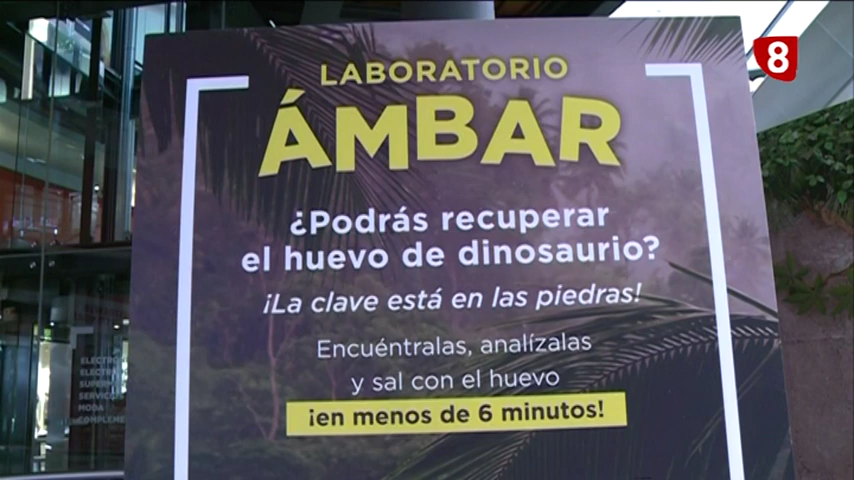 8
LABORATORIO
ÁMBAR
¿Podrás recuperar
el huevo de dinosaurio?
¡La clave está en las piedras!
Encuéntralas, analízalas
y sal con el huevo
¡en menos de 6 minutos!
MODA